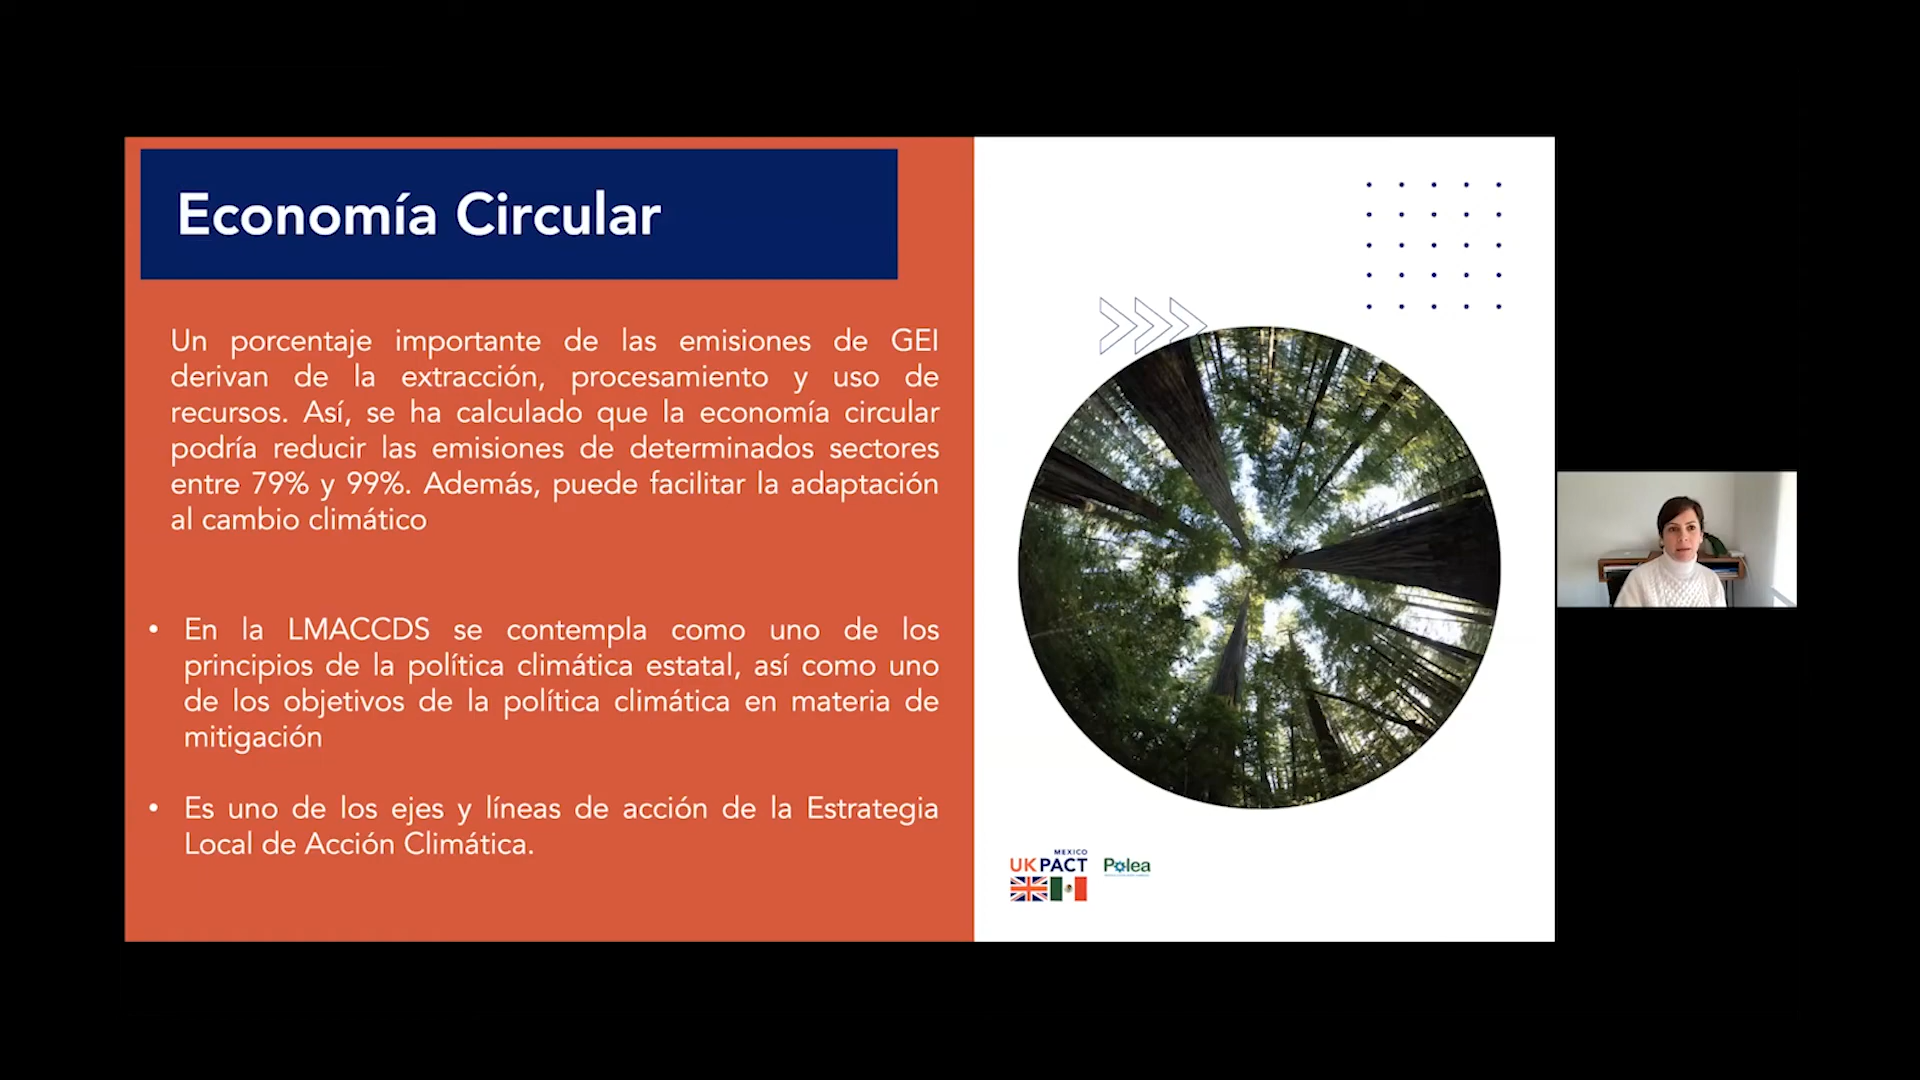 Economía Circular
Un porcentaje importante de las emisiones de GEI
derivan de la extracción, procesamiento y uso de
recursos. Así, se ha calculado que la economía circular
podría reducir las emisiones de determinados sectores
entre 79% y 99%. Además, puede facilitar la adaptación
al cambio climático
• En la LMACCDS se contempla como uno de los
principios de la política climática estatal, así como uno
de los objetivos de la política climática en materia de
mitigación
• Es uno de los ejes y líneas de acción de la Estrategia
Local de Acción Climática.
MEXICO
UKPACT
Polea